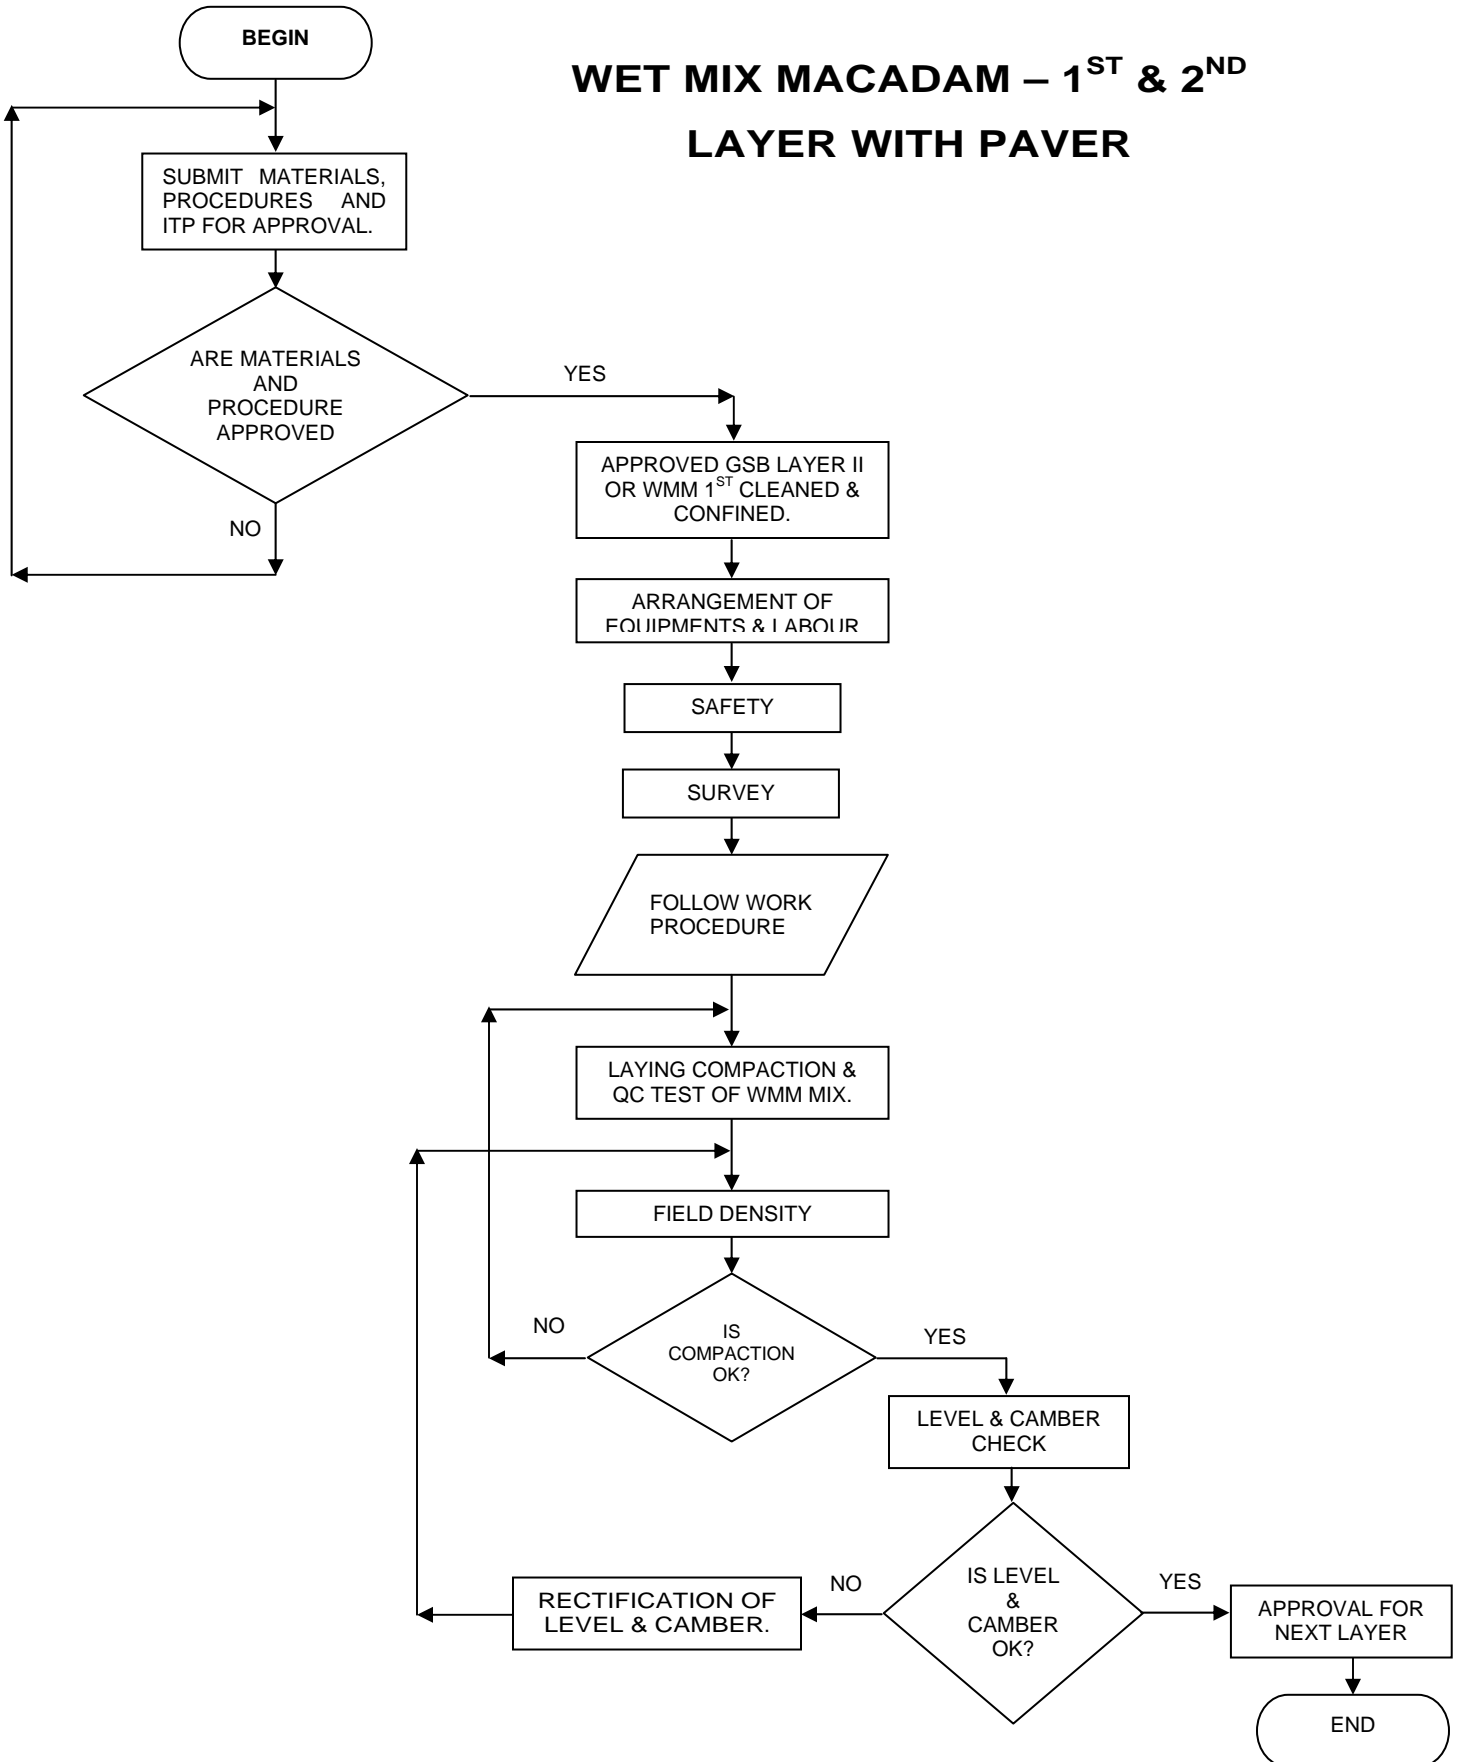 BEGIN
WET MIX MACADAM – 1ST & 2ND
LAYER WITH PAVER
SUBMIT MATERIALS,
PROCEDURES AND
ITP FOR APPROVAL.
ARE MATERIALS
AND
PROCEDURE
APPROVED
YES
NO
APPROVED GSB LAYER II
OR WMM 1ST CLEANED &
CONFINED.
ARRANGEMENT OF
EQUIPMENTS & LABOUR
SAFETY
SURVEY
FOLLOW WORK
PROCEDURE
LAYING COMPACTION &
QC TEST OF WMM MIX.
FIELD DENSITY
IS
COMPACTION
OK?
NO
YES
LEVEL & CAMBER
CHECK
IS LEVEL
&
CAMBER
OK?
NO
YES
RECTIFICATION OF
LEVEL & CAMBER.
APPROVAL FOR
NEXT LAYER
END